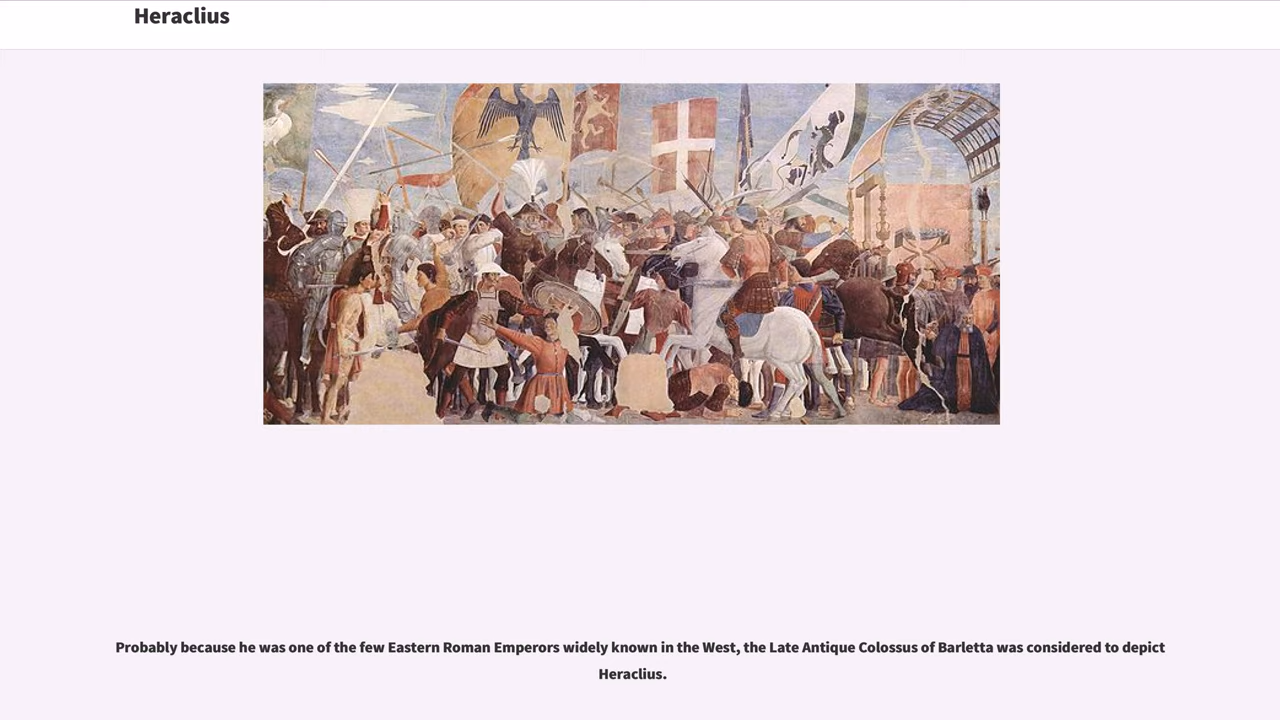 Heraclius
Probably because he was one of the few Eastern Roman Emperors widely known in the West, the Late Antique Colossus of Barletta was considered to depict
Heraclius.